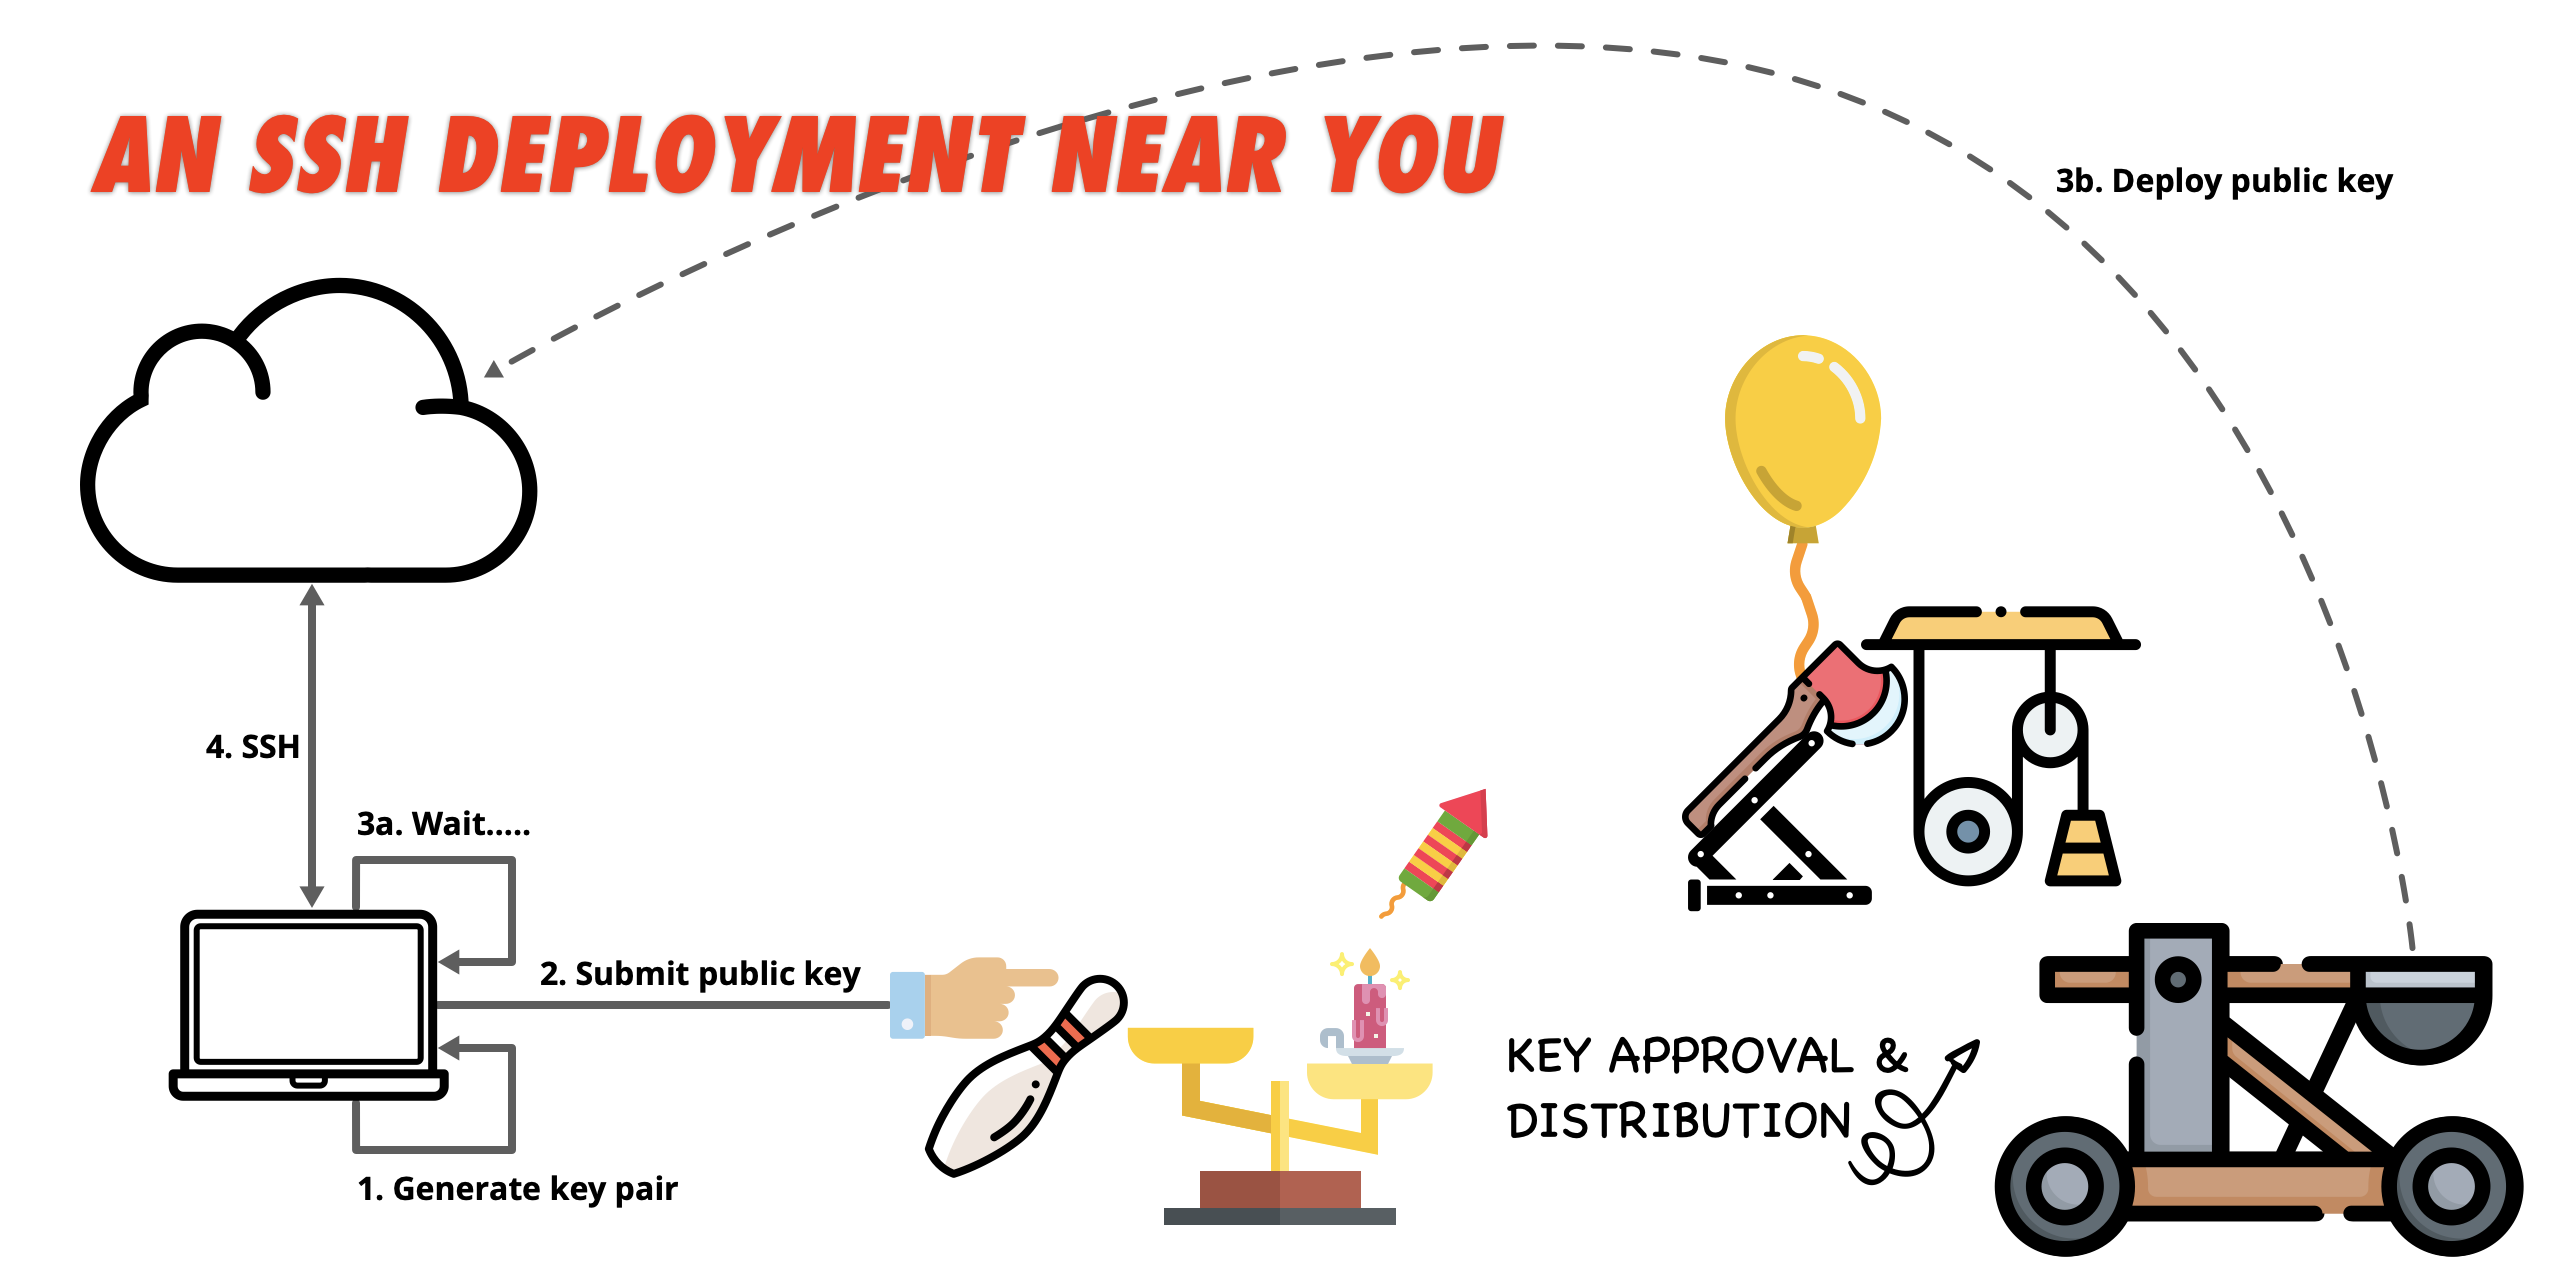 AN SSH DEPLOYMENT NEAR YOU
3b. Deploy public key
4. SSH
3a. Wait.....
2. Submit public key
KEY APPROVAL &
DISTRIBUTION
1. Generate key pair